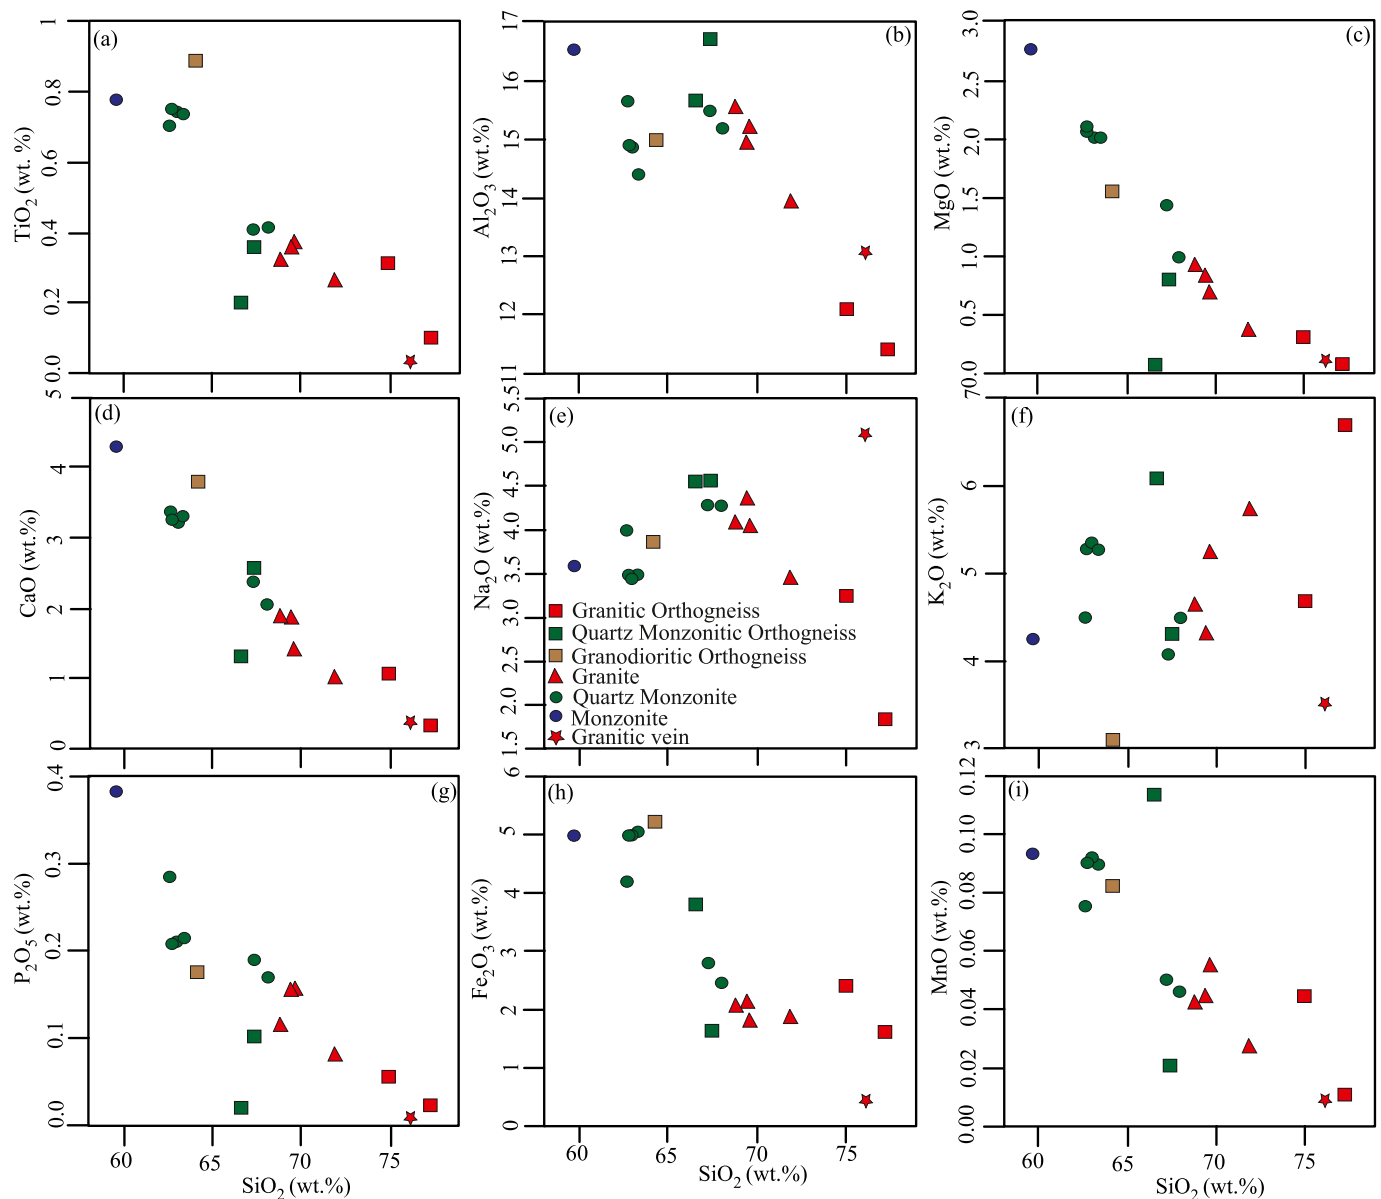 (a)
TiO2 (wt. %)
1
0.8
0.6
0.4
0.2
0.0
(b)
Al2O3 (wt.%)
17
16
15
14
13
12
11
(c)
MgO (wt.%)
3.0
2.5
2.0
1.5
1.0
0.5
0.0
(d)
CaO (wt.%)
5
4
3
2
1
0
(e)
Na2O (wt.%)
5.5
5.0
4.5
4.0
3.5
3.0
2.5
2.0
1.5
Granitic Orthogneiss
Quartz Monzonitic Orthogneiss
Granodioritic Orthogneiss
Granite
Quartz Monzonite
Monzonite
Granitic vein
(f)
K2O (wt.%)
7
6
5
4
3
(g)
P2O5 (wt.%)
0.4
0.3
0.2
0.1
0.0
60 65 70 75
SiO2 (wt.%)
(h)
Fe2O3 (wt.%)
6
5
4
3
2
1
0
60 65 70 75
SiO2 (wt.%)
(i)
MnO (wt.%)
0.12
0.10
0.08
0.06
0.04
0.02
0.00
60 65 70 75
SiO2 (wt.%)